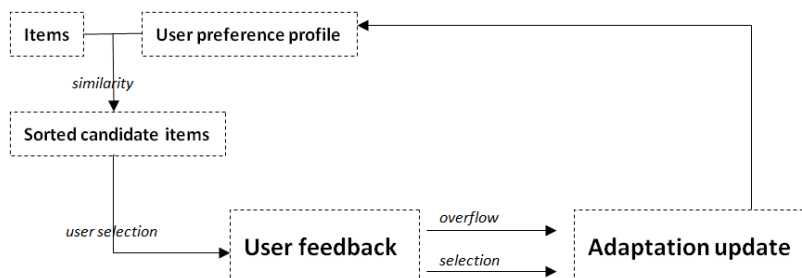 Items
User preference profile
similarity
Sorted candidate items
user selection
User feedback
overflow
selection
Adaptation update